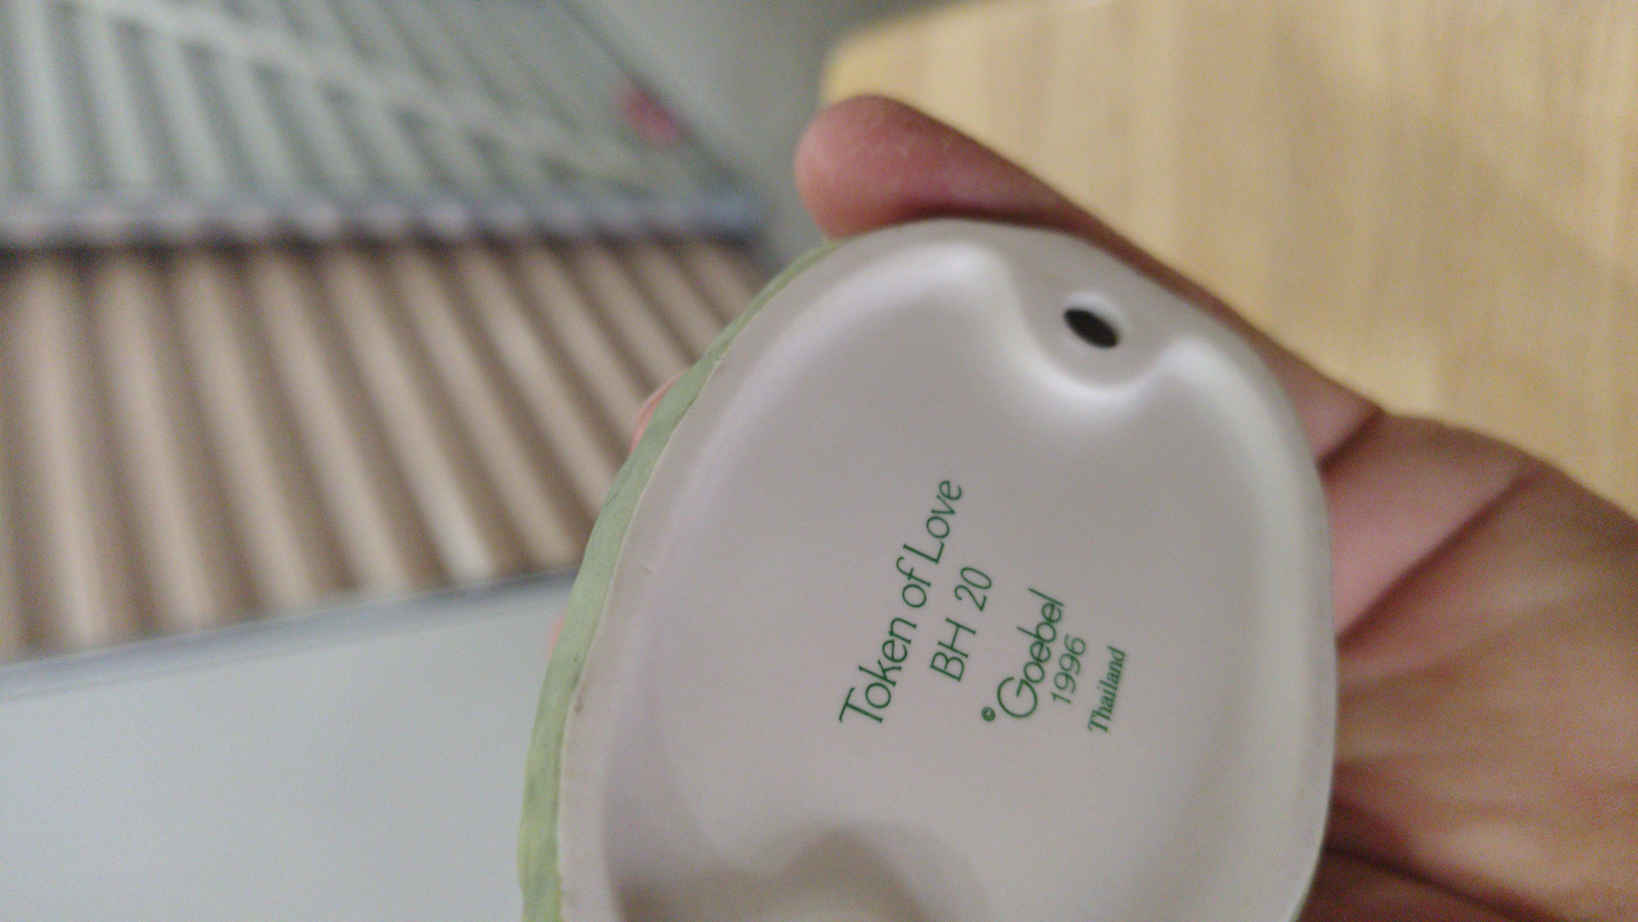 Token of Love
BH 20
© Goebel
1996
Thailand